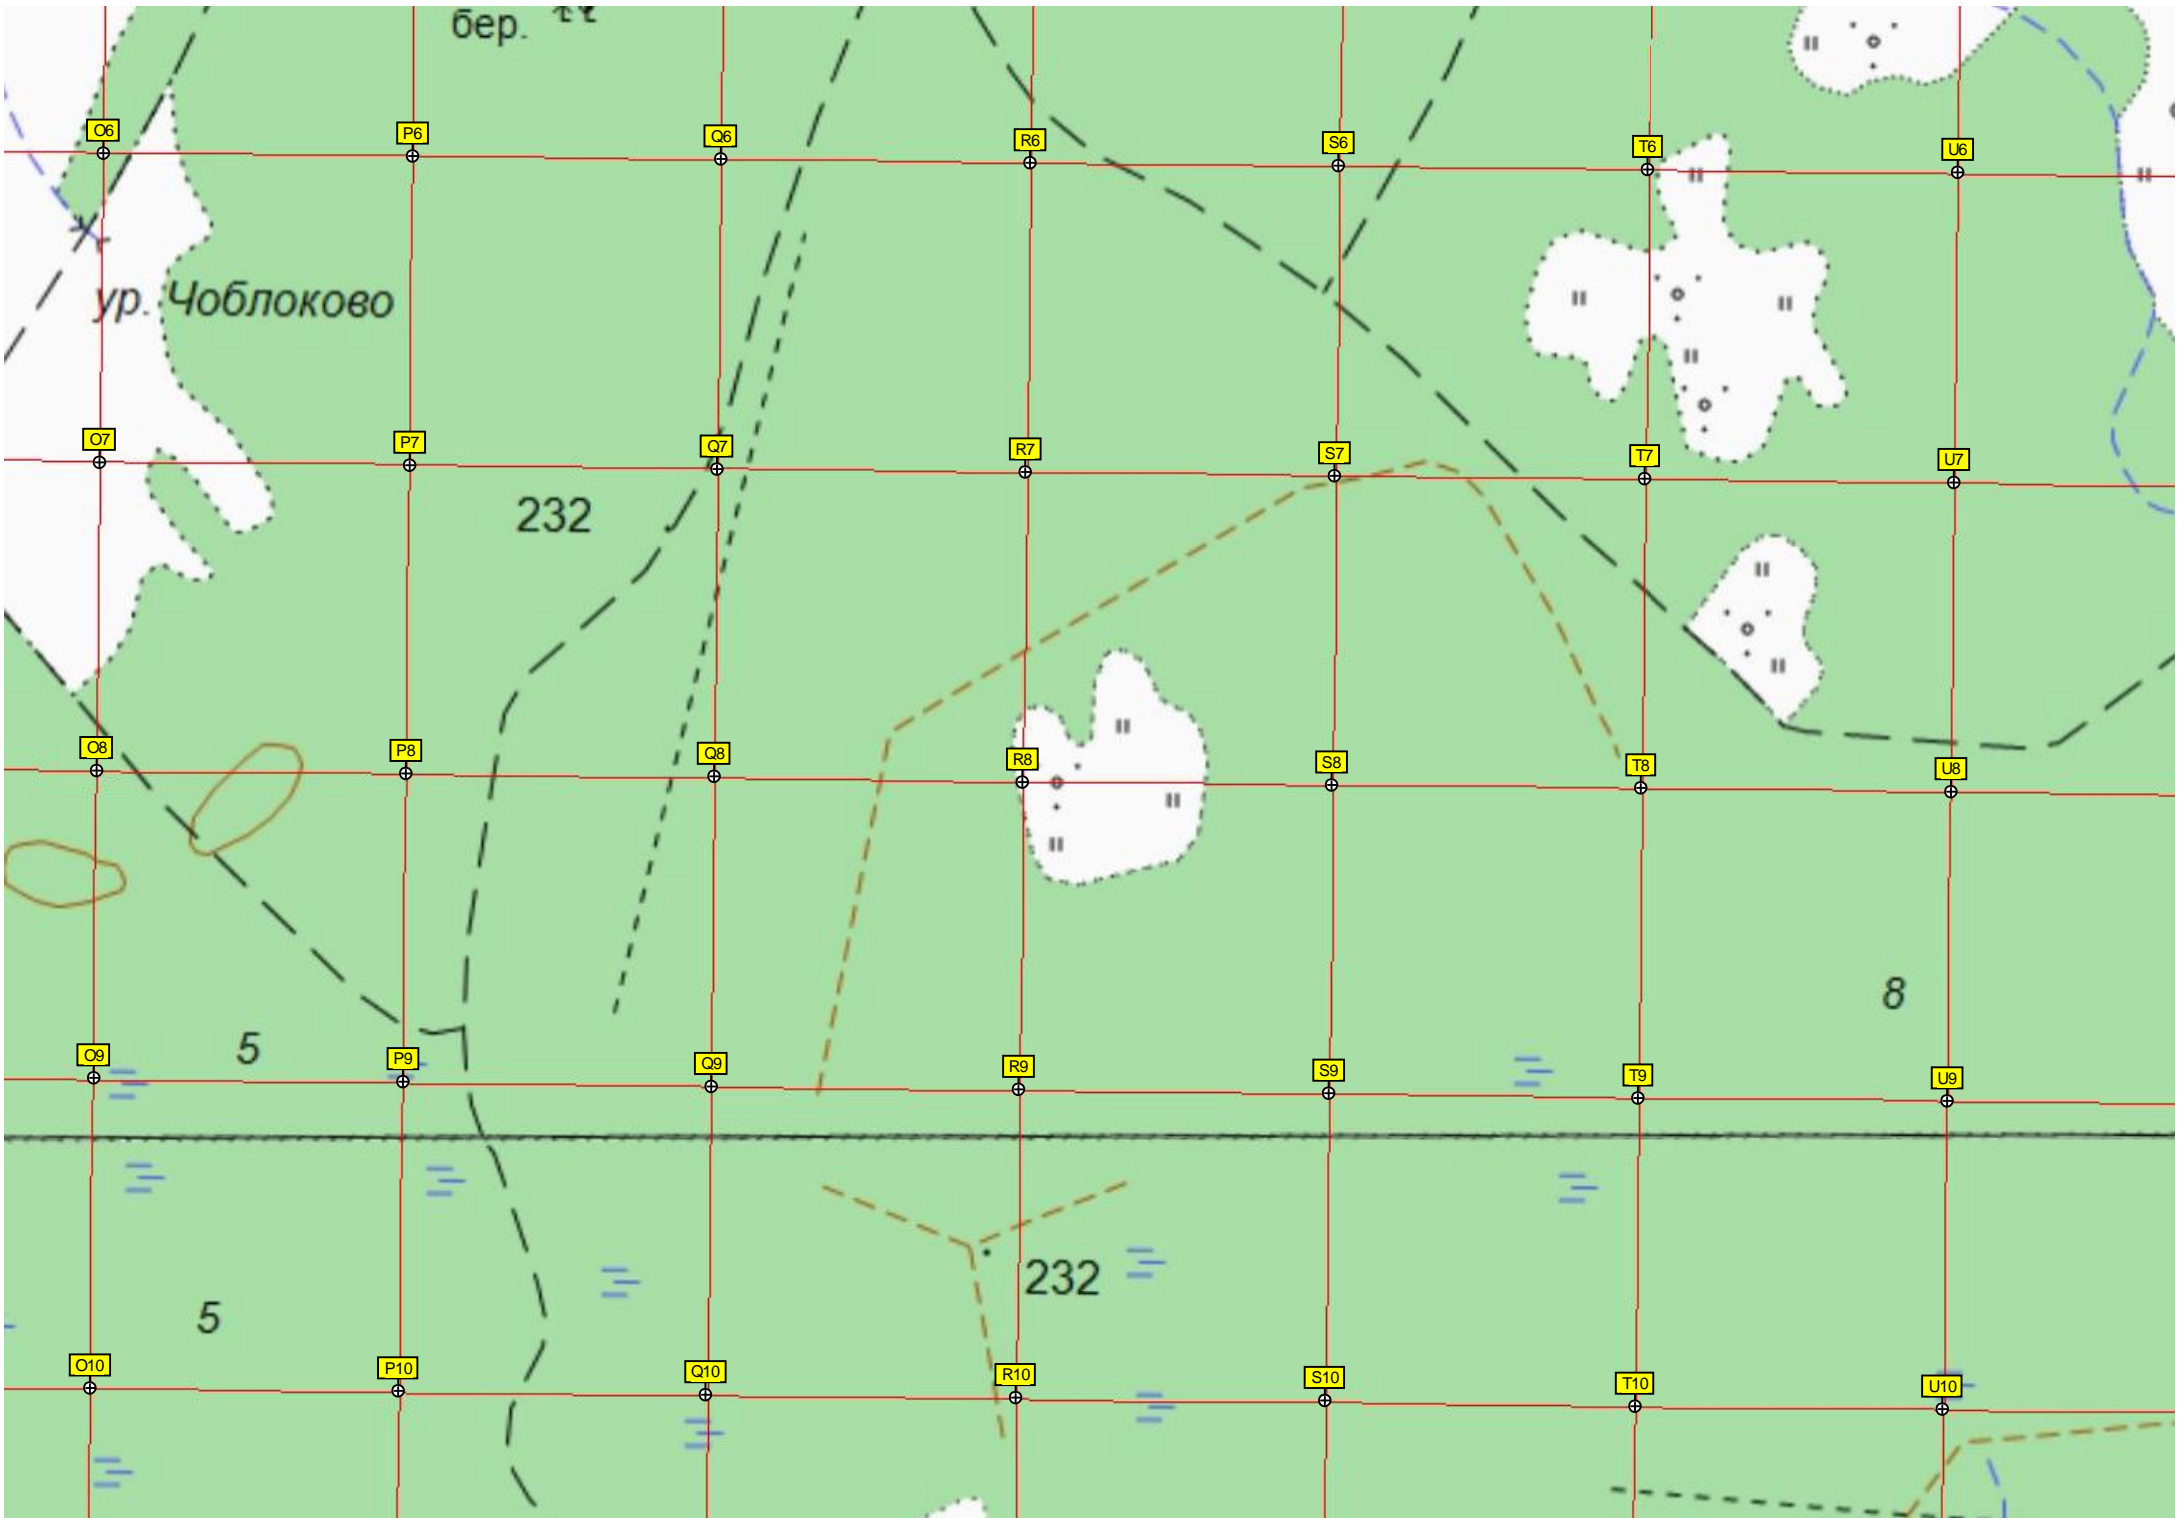 бер.
O6 P6 Q6 R6 S6 T6 U6
ур. Чоблоково
O7 P7 Q7 R7 S7 T7 U7
232
O8 P8 Q8 R8 S8 T8 U8
8
5
O9 P9 Q9 R9 S9 T9 U9
232
5
O10 P10 Q10 R10 S10 T10 U10